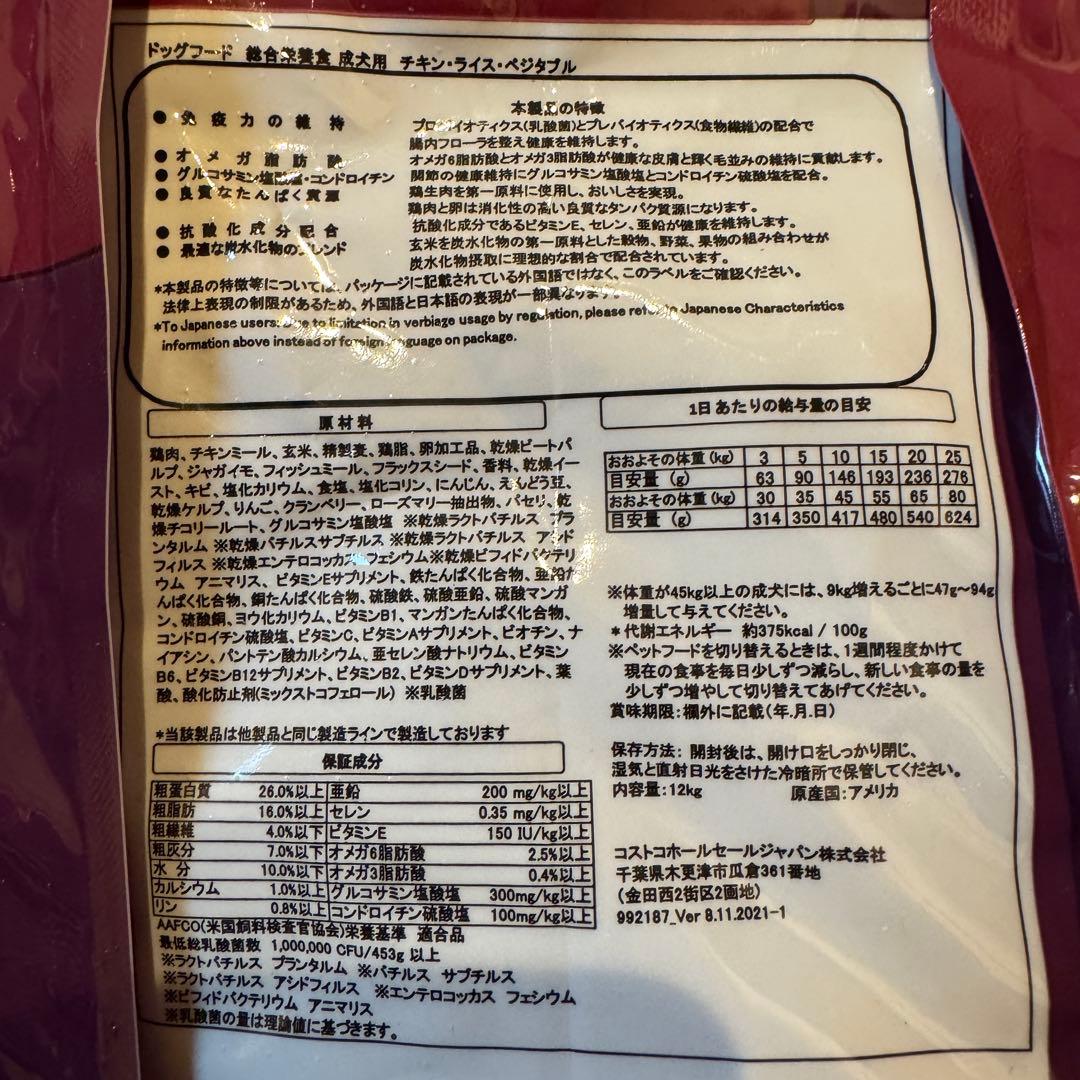 ドッグフード 総合栄養食 成犬用 チキン・ライス・ベジタブル
本製品の特徴
● 免疫力の維持 プロバイオティクス(乳酸菌)とプレバイオティクス(食物繊維)の配合で
腸内フローラを整え健康を維持します。
● オメガ脂肪酸 オメガ6脂肪酸とオメガ3脂肪酸が健康な皮膚と輝く毛並みの維持に貢献します。
● グルコサミン塩酸塩・コンドロイチン 関節の健康維持にグルコサミン塩酸塩とコンドロイチン硫酸塩を配合。
● 良質なたんぱく質源 鶏生肉を第一原料に使用し、おいしさを実現。
鶏肉と卵は消化性の高い良質なタンパク質源になります。
● 抗酸化成分配合 抗酸化成分であるビタミンE、セレン、亜鉛が健康を維持します。
● 最適な炭水化物のブレンド 玄米を炭水化物の第一原料とした穀物、野菜、果物の組み合わせが
炭水化物摂取に理想的な割合で配合されています。
*本製品の特徴等については、パッケージに記載されている外国語ではなく、このラベルをご確認ください。
法律上表現の制限があるため、外国語と日本語の表現が一部異なります。
*To Japanese users: Due to limitation in verbiage usage by regulation, please refer to Japanese Characteristics
information above instead of foreign language on package.
原材料
鶏肉、チキンミール、玄米、精製麦、鶏脂、卵加工品、乾燥ビートパ
ルプ、ジャガイモ、フィッシュミール、フラックスシード、香料、乾燥イー
スト、キビ、塩化カリウム、食塩、塩化コリン、にんじん、えんどう豆、
乾燥ケルプ、りんご、クランベリー、ローズマリー抽出物、パセリ、乾
燥チコリールート、グルコサミン塩酸塩 ※乾燥ラクトバチルス プラ
ンタルム ※乾燥バチルスサブチルス ※乾燥ラクトバチルス アシド
フィルス ※乾燥エンテロコッカス フェシウム※乾燥ビフィドバクテリ
ウム アニマリス、ビタミンEサプリメント、鉄たんぱく化合物、亜鉛た
んぱく化合物、銅たんぱく化合物、硫酸鉄、硫酸亜鉛、硫酸マンガ
ン、硫酸銅、ヨウ化カリウム、ビタミンB1、マンガンたんぱく化合物、
コンドロイチン硫酸塩、ビタミンC、ビタミンAサプリメント、ビオチン、ナ
イアシン、パントテン酸カルシウム、亜セレン酸ナトリウム、ビタミン
B6、ビタミンB12サプリメント、ビタミンB2、ビタミンDサプリメント、葉
酸、酸化防止剤(ミックストコフェロール) ※乳酸菌
*当該製品は他製品と同じ製造ラインで製造しております
保証成分
粗蛋白質 26.0%以上 亜鉛 200 mg/kg以上
粗脂肪 16.0%以上 セレン 0.35 mg/kg以上
粗繊維 4.0%以下 ビタミンE 150 IU/kg以上
粗灰分 7.0%以下 オメガ6脂肪酸 2.5%以上
水 分 10.0%以下 オメガ3脂肪酸 0.4%以上
カルシウム 1.0%以上 グルコサミン塩酸塩 300mg/kg以上
リン 0.8%以上 コンドロイチン硫酸塩 100mg/kg以上
AAFCO(米国飼料検査官協会)栄養基準 適合品
最低総乳酸菌数 1,000,000 CFU/453g 以上
※ラクトバチルス プランタルム ※バチルス サブチルス
※ラクトバチルス アシドフィルス ※エンテロコッカス フェシウム
※ビフィドバクテリウム アニマリス
※乳酸菌の量は理論値に基づきます。
1日あたりの給与量の目安
おおよその体重(kg) 3 5 10 15 20 25
目安量 (g) 63 90 146 193 236 276
おおよその体重(kg) 30 35 45 55 65 80
目安量 (g) 314 350 417 480 540 624
※体重が45kg以上の成犬には、9kg増えるごとに47g~94g
増量して与えてください。
*代謝エネルギー 約375kcal / 100g
※ペットフードを切り替えるときは、1週間程度かけて
現在の食事を毎日少しずつ減らし、新しい食事の量を
少しずつ増やして切り替えてあげてください。
賞味期限:欄外に記載(年.月.日)
保存方法: 開封後は、開け口をしっかり閉じ、
湿気と直射日光をさけた冷暗所で保管してください。
内容量:12kg 原産国:アメリカ
コストコホールセールジャパン株式会社
千葉県木更津市瓜倉361番地
(金田西2街区2画地)
992187_Ver 8.11.2021-1